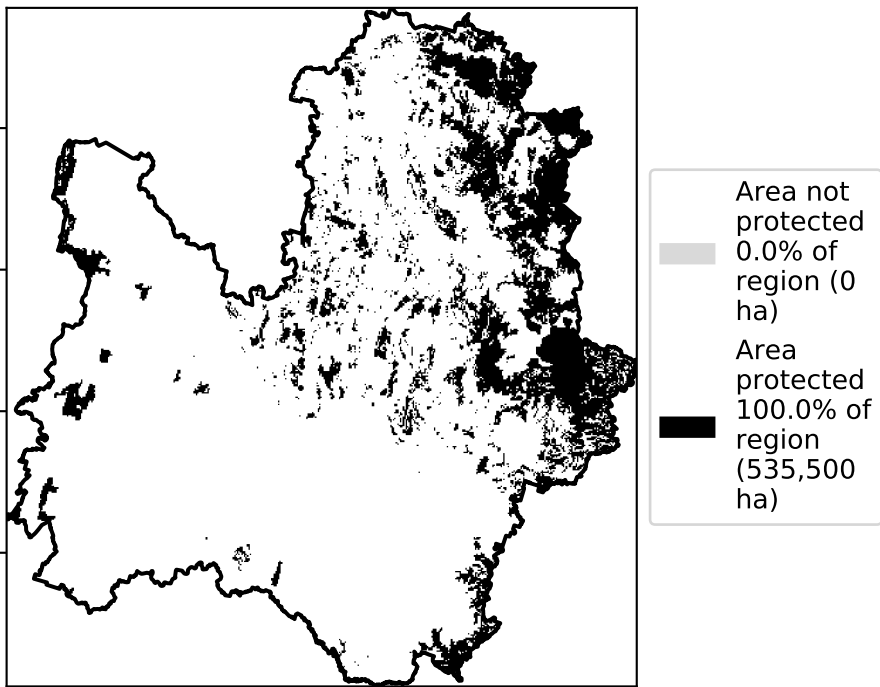 Area not
protected
0.0% of
region (0
ha)
Area
protected
100.0% of
region
(535,500
ha)